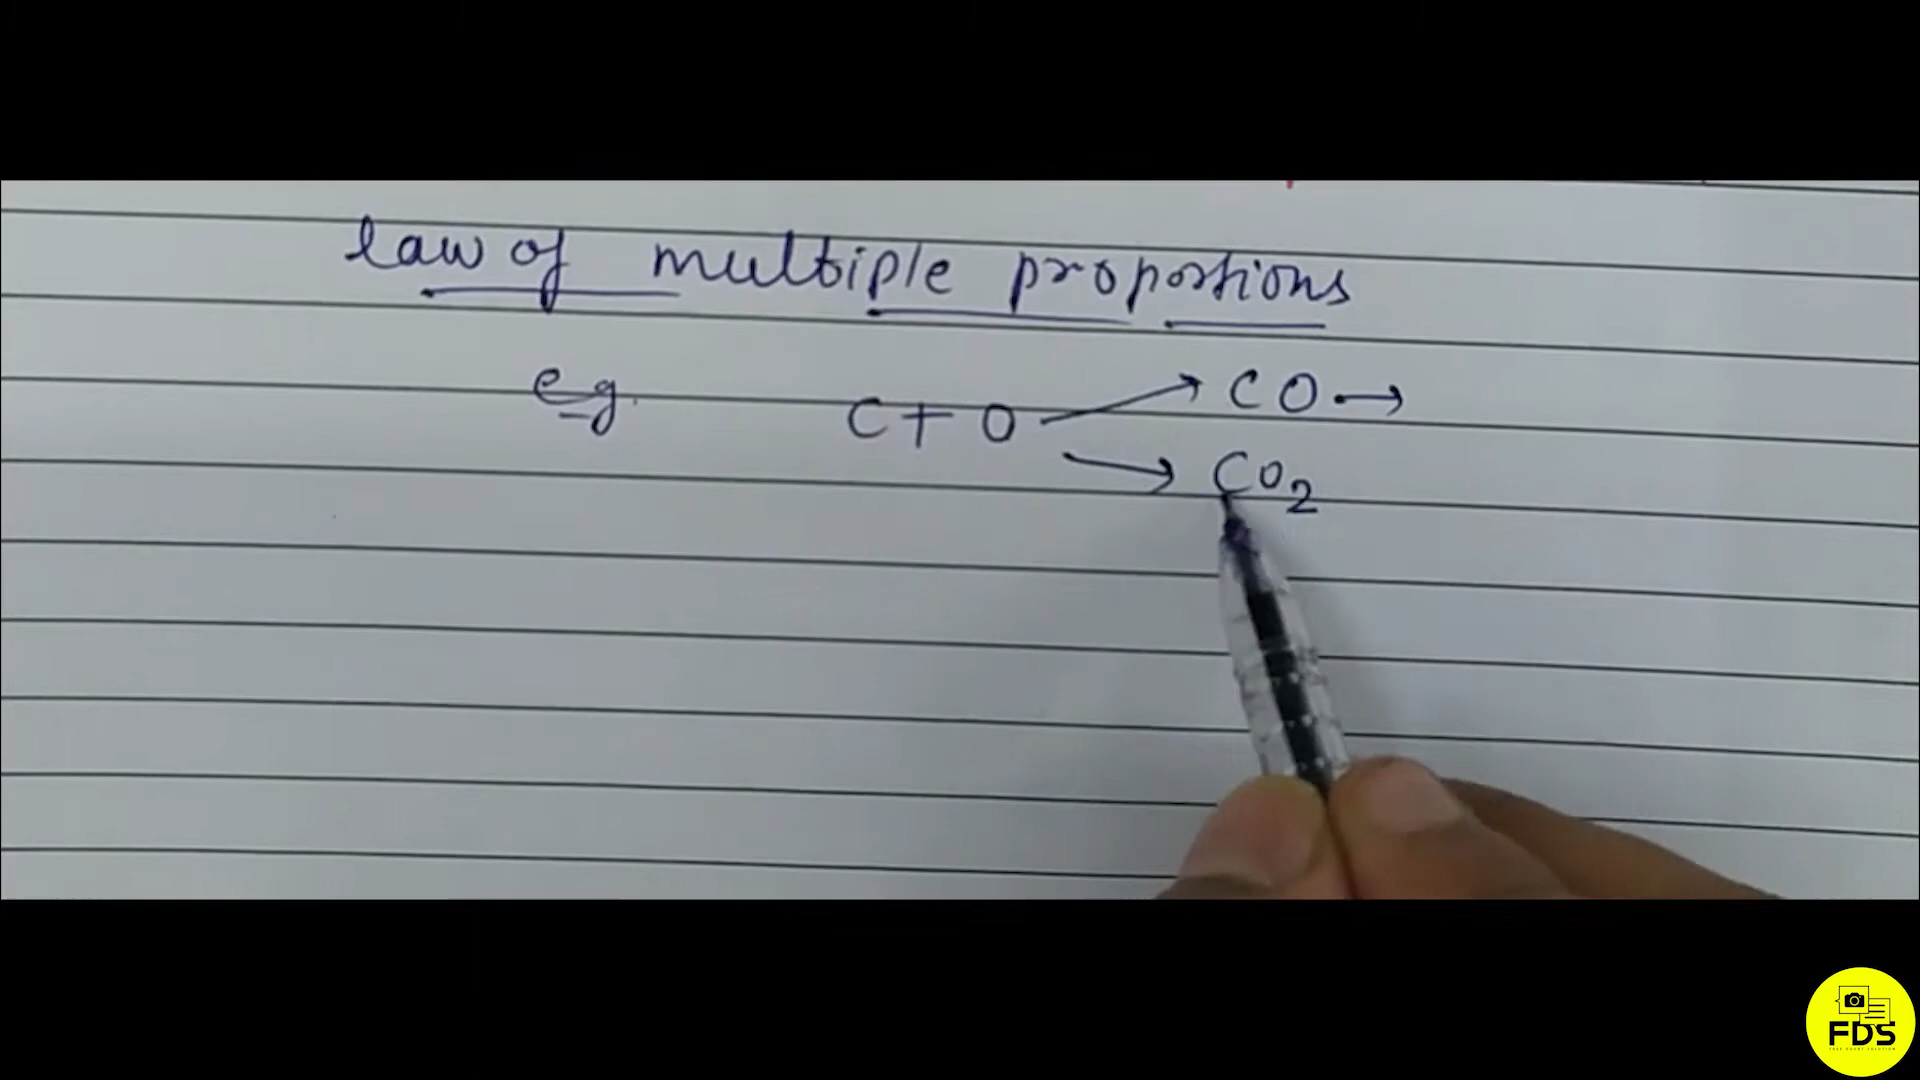 law of multiple proportions
e.g. C + O → CO →
→ CO2
FDS